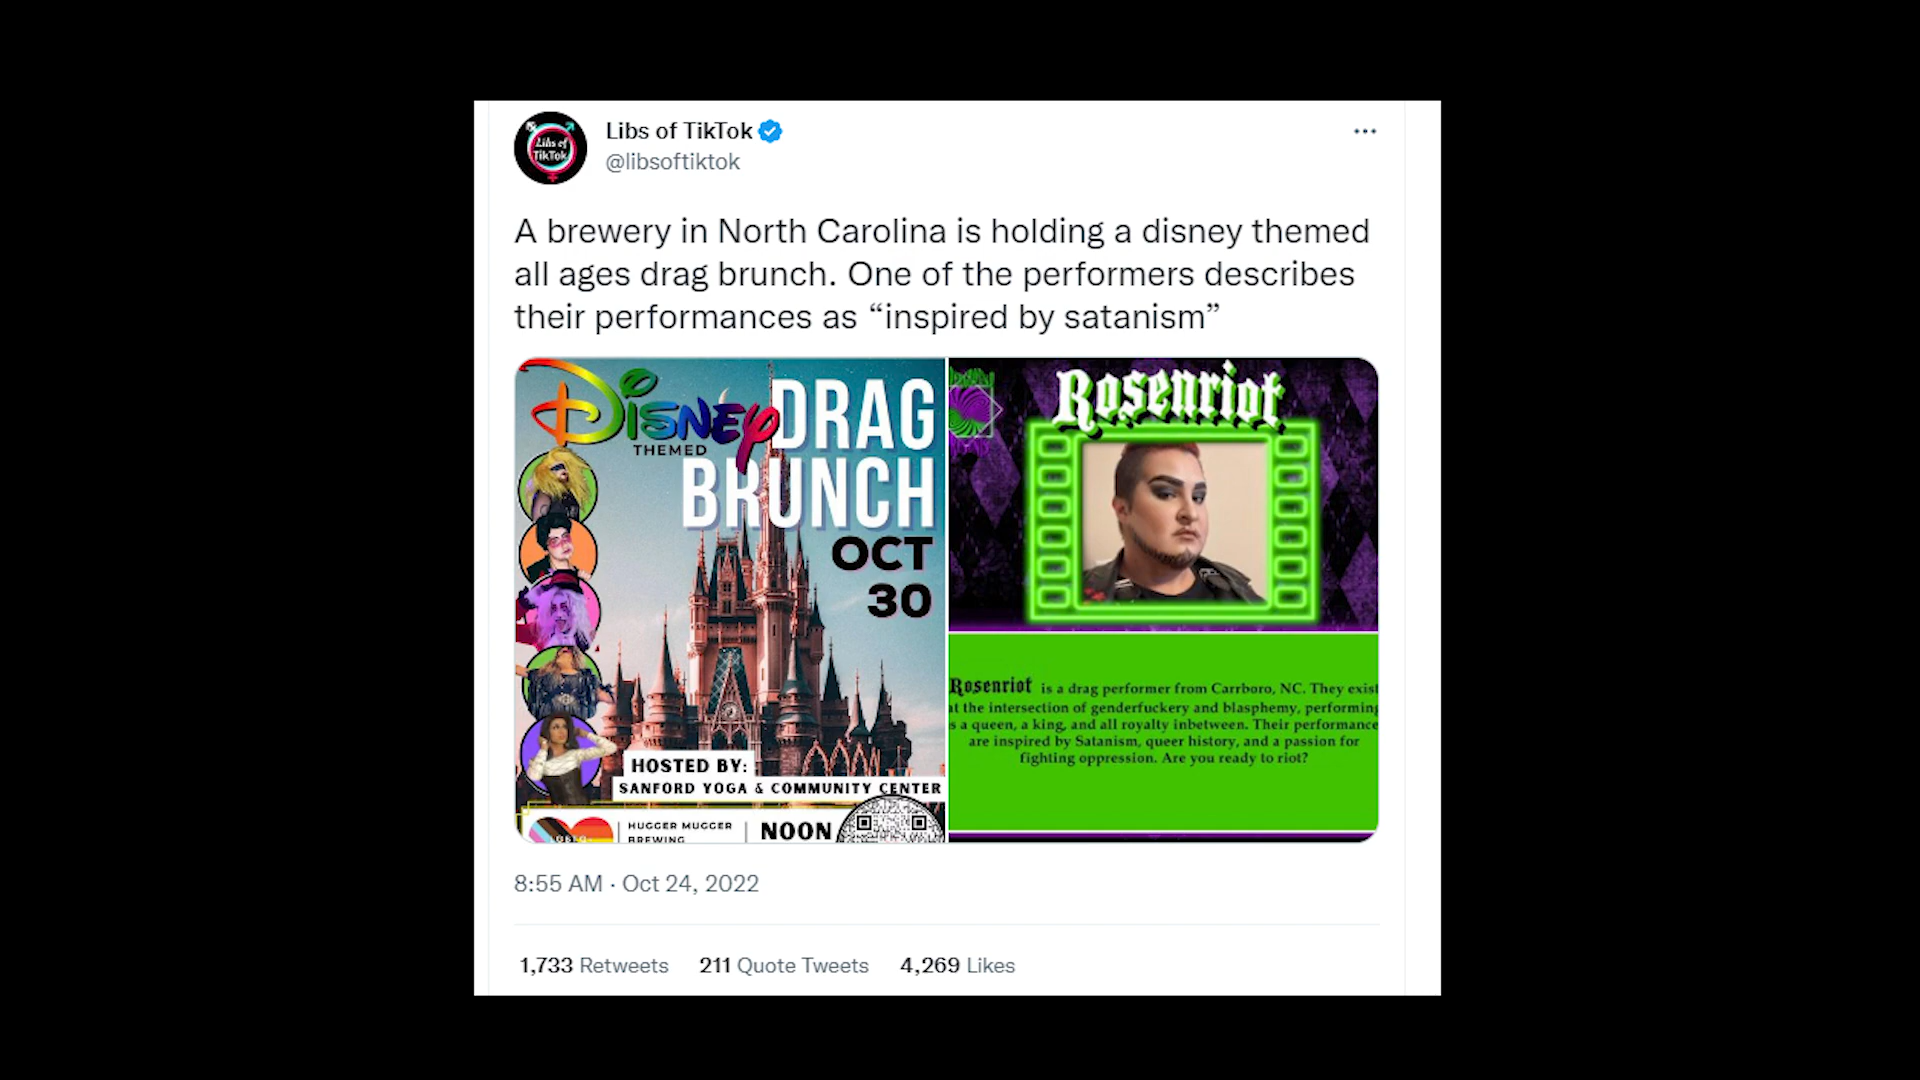 Libs of TikTok
Libs of TikTok
@libsoftiktok
A brewery in North Carolina is holding a disney themed
all ages drag brunch. One of the performers describes
their performances as “inspired by satanism”
DISNEY DRAG
THEMED
BRUNCH
OCT
30
HOSTED BY:
SANFORD YOGA & COMMUNITY CENTER
HUGGER MUGGER
BREWING
NOON
Rosenriot
Rosenriot is a drag performer from Carrboro, NC. They exist
at the intersection of genderfuckery and blasphemy, performing
s a queen, a king, and all royalty inbetween. Their performance
are inspired by Satanism, queer history, and a passion for
fighting oppression. Are you ready to riot?
8:55 AM · Oct 24, 2022
1,733 Retweets 211 Quote Tweets 4,269 Likes